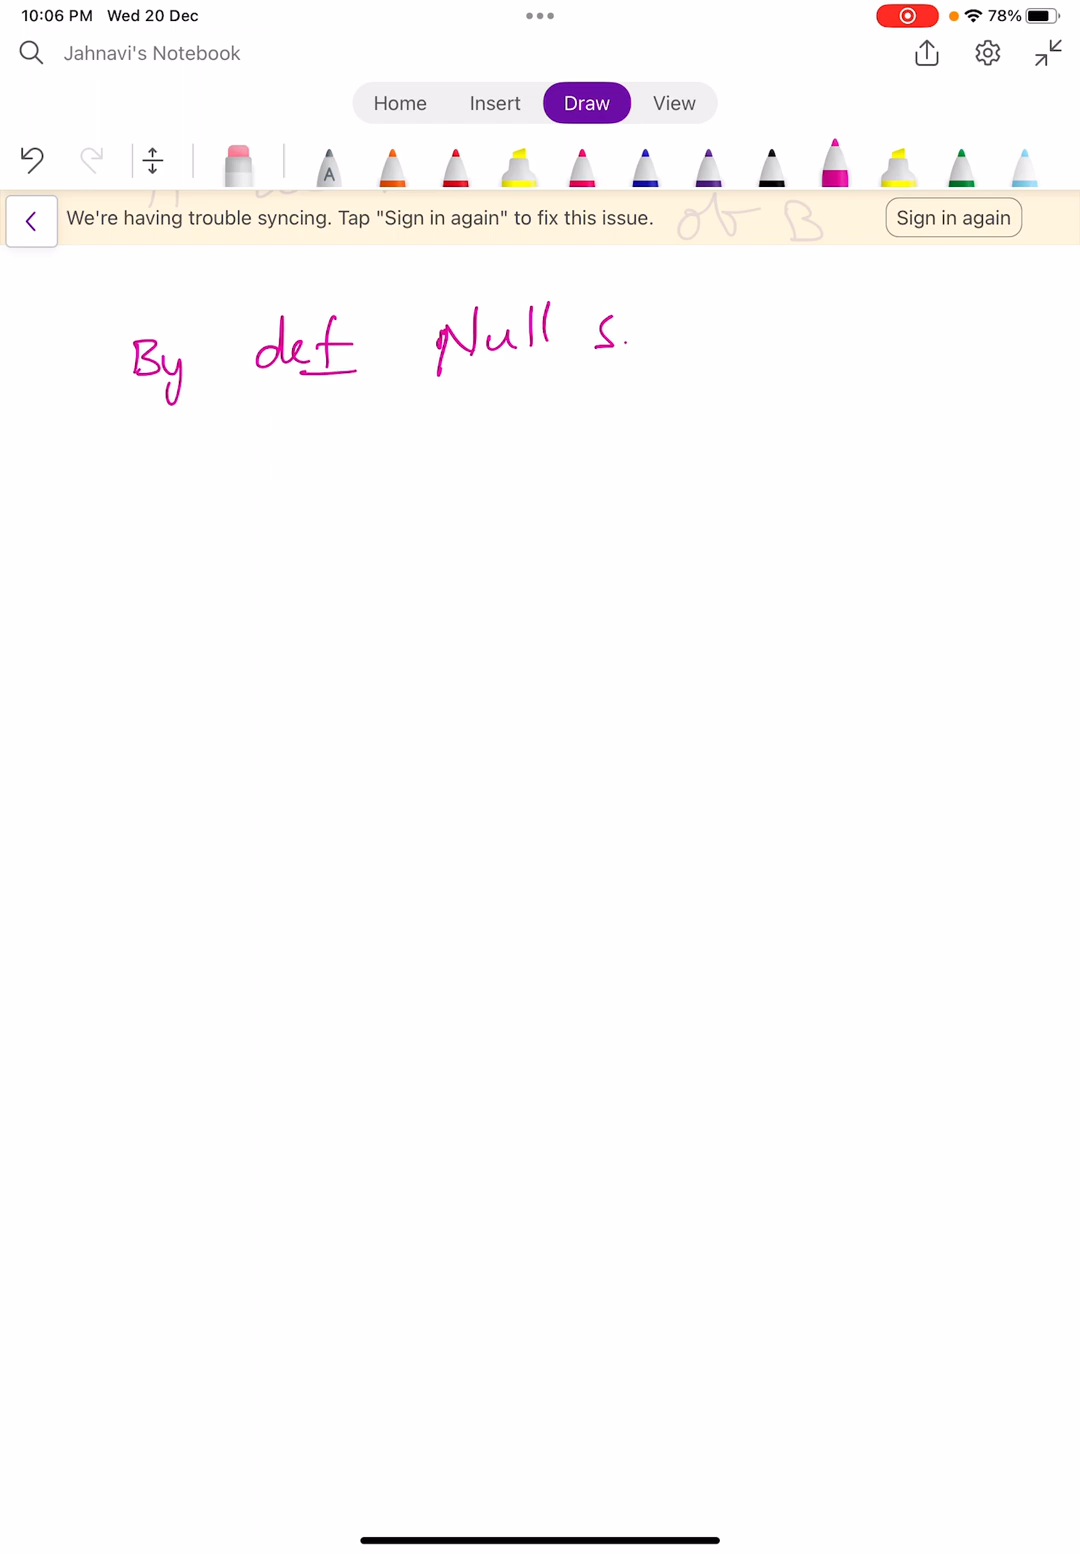 10:06 PM Wed 20 Dec
78%
Jahnavi's Notebook
Home Insert Draw View
A
We're having trouble syncing. Tap "Sign in again" to fix this issue.
of B
Sign in again
By def Null s.